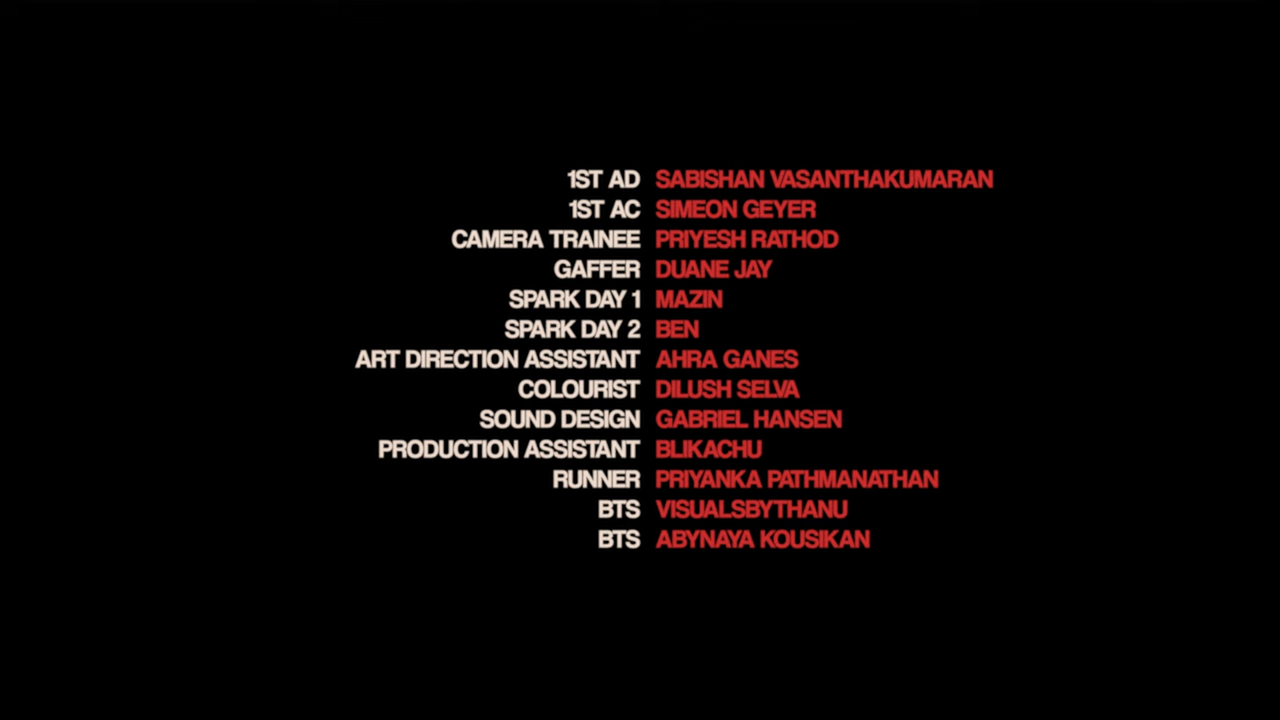 1ST AD SABISHAN VASANTHAKUMARAN
1ST AC SIMEON GEYER
CAMERA TRAINEE PRIYESH RATHOD
GAFFER DUANE JAY
SPARK DAY 1 MAZIN
SPARK DAY 2 BEN
ART DIRECTION ASSISTANT AHRA GANES
COLOURIST DILUSH SELVA
SOUND DESIGN GABRIEL HANSEN
PRODUCTION ASSISTANT BLIKACHU
RUNNER PRIYANKA PATHMANATHAN
BTS VISUALSBYTHANU
BTS ABYNAYA KOUSIKAN